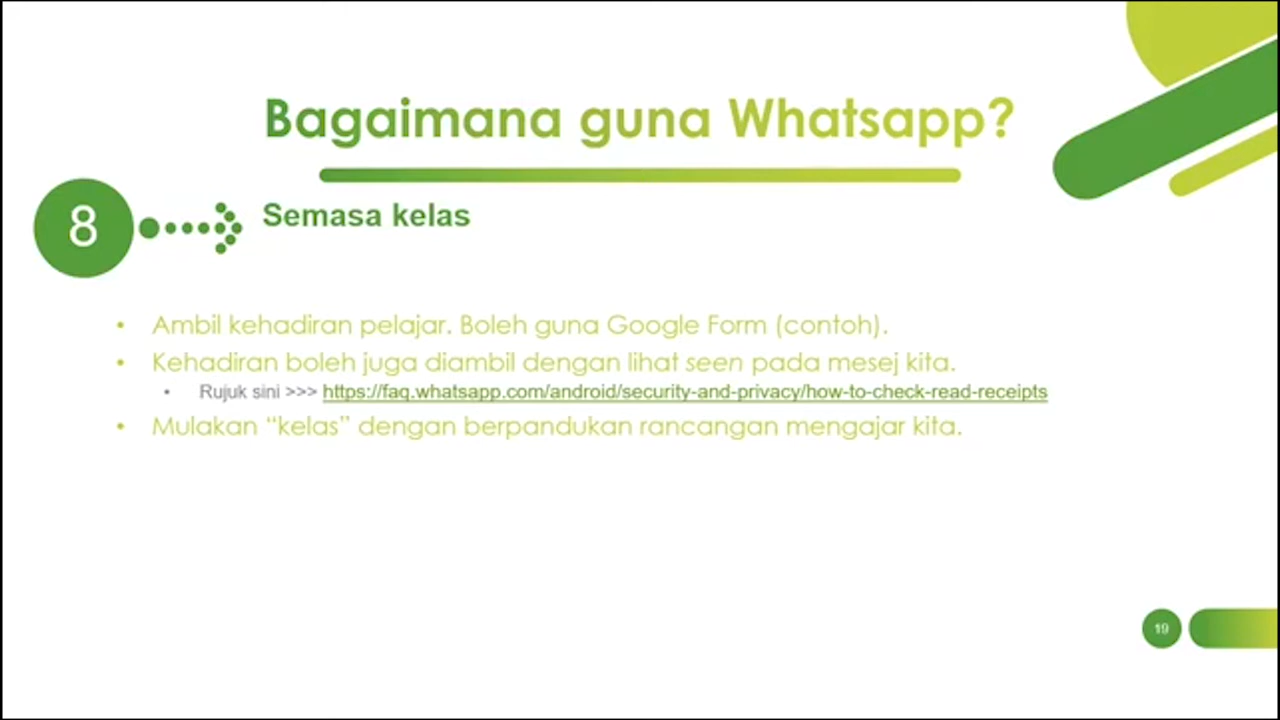 Bagaimana guna Whatsapp?
8
Semasa kelas
• Ambil kehadiran pelajar. Boleh guna Google Form (contoh).
• Kehadiran boleh juga diambil dengan lihat seen pada mesej kita.
• Rujuk sini >>> https://faq.whatsapp.com/android/security-and-privacy/how-to-check-read-receipts
• Mulakan “kelas” dengan berpandukan rancangan mengajar kita.
19